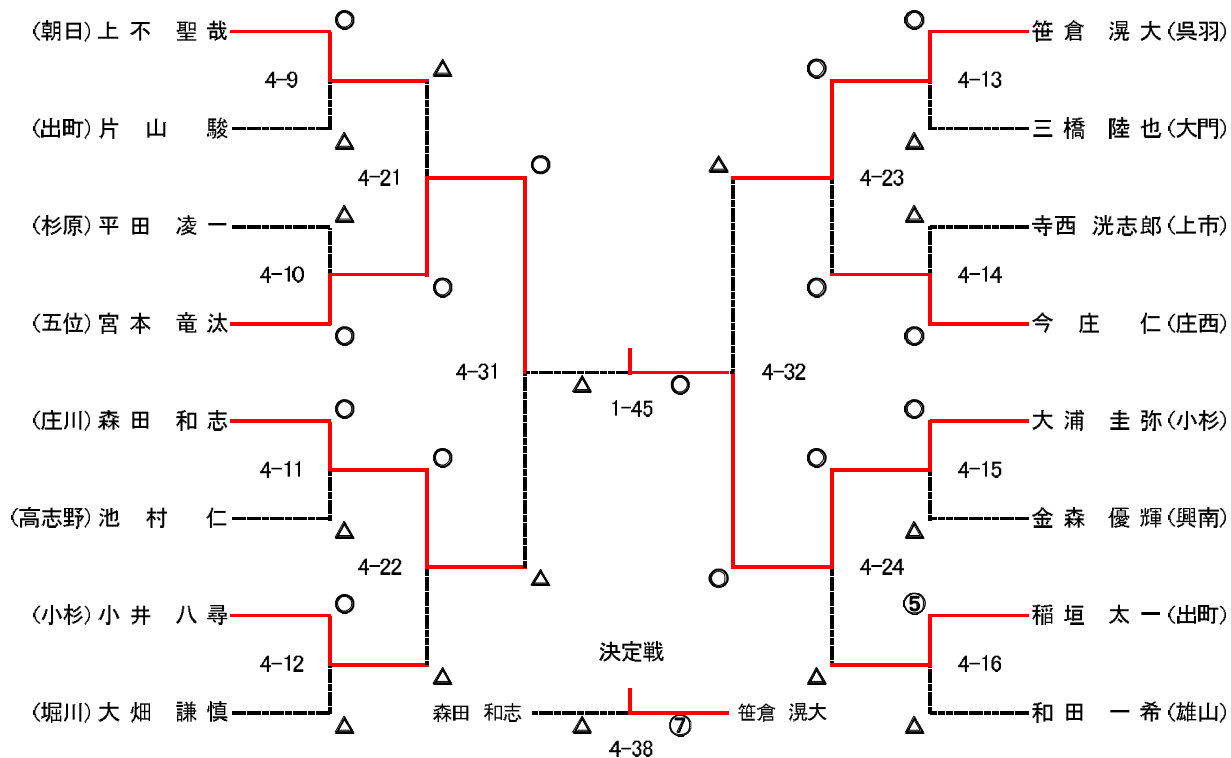 (朝日) 上 不 聖 哉 ○
4-9
(出町) 片 山 駿 △
4-21 △
(杉原) 平 田 凌 一 △
4-10
(五位) 宮 本 竜 汰 ○
○
4-31 ○
(庄川) 森 田 和 志 ○
4-11
(高志野) 池 村 仁 △
4-22 ○
(小杉) 小 井 八 尋 ○
4-12
(堀川) 大 畑 謙 慎 △
△
△
△ 1-45 ○
○ 笹 倉 滉 大 (呉羽)
4-13
△ 三 橋 陸 也 (大門)
○ 4-23
△ 寺 西 洸志郎 (上市)
4-14
○ 今 庄 仁 (庄西)
○
△ 4-32
○ 大 浦 圭 弥 (小杉)
4-15
△ 金 森 優 輝 (興南)
○ 4-24
⑤ 稲 垣 太 一 (出町)
4-16
△ 和 田 一 希 (雄山)
△
○
決定戦
森田 和志 △ ⑦ 笹倉 滉大
4-38